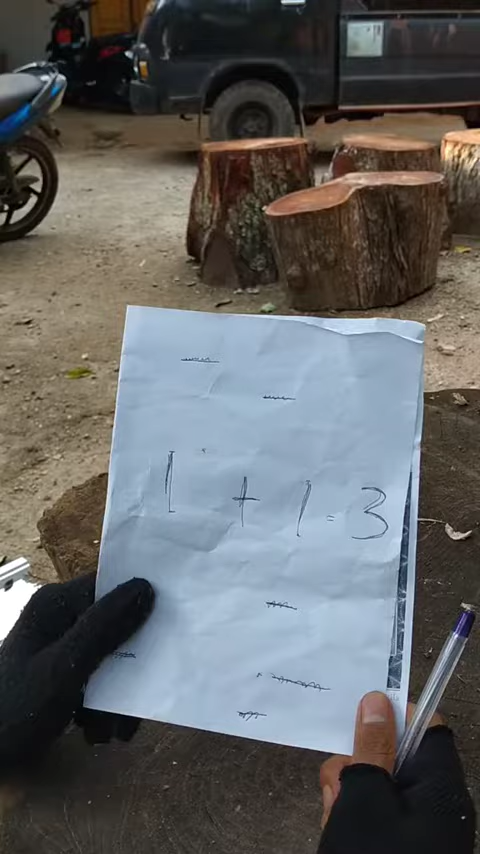 1 + 1 = 3